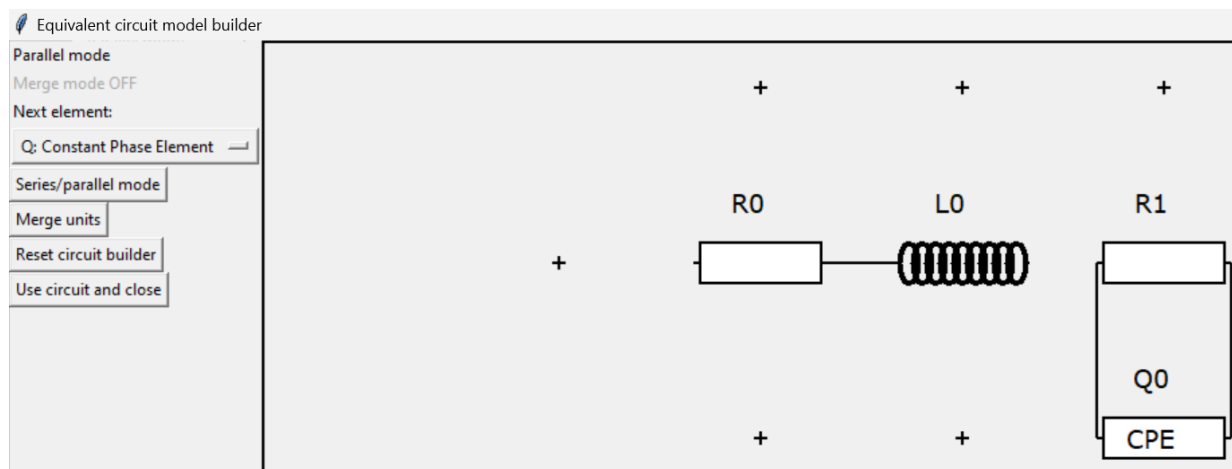 Equivalent circuit model builder
Parallel mode
Merge mode OFF
Next element:
Q: Constant Phase Element
Series/parallel mode
Merge units
Reset circuit builder
Use circuit and close
R0 L0 R1
Q0
CPE